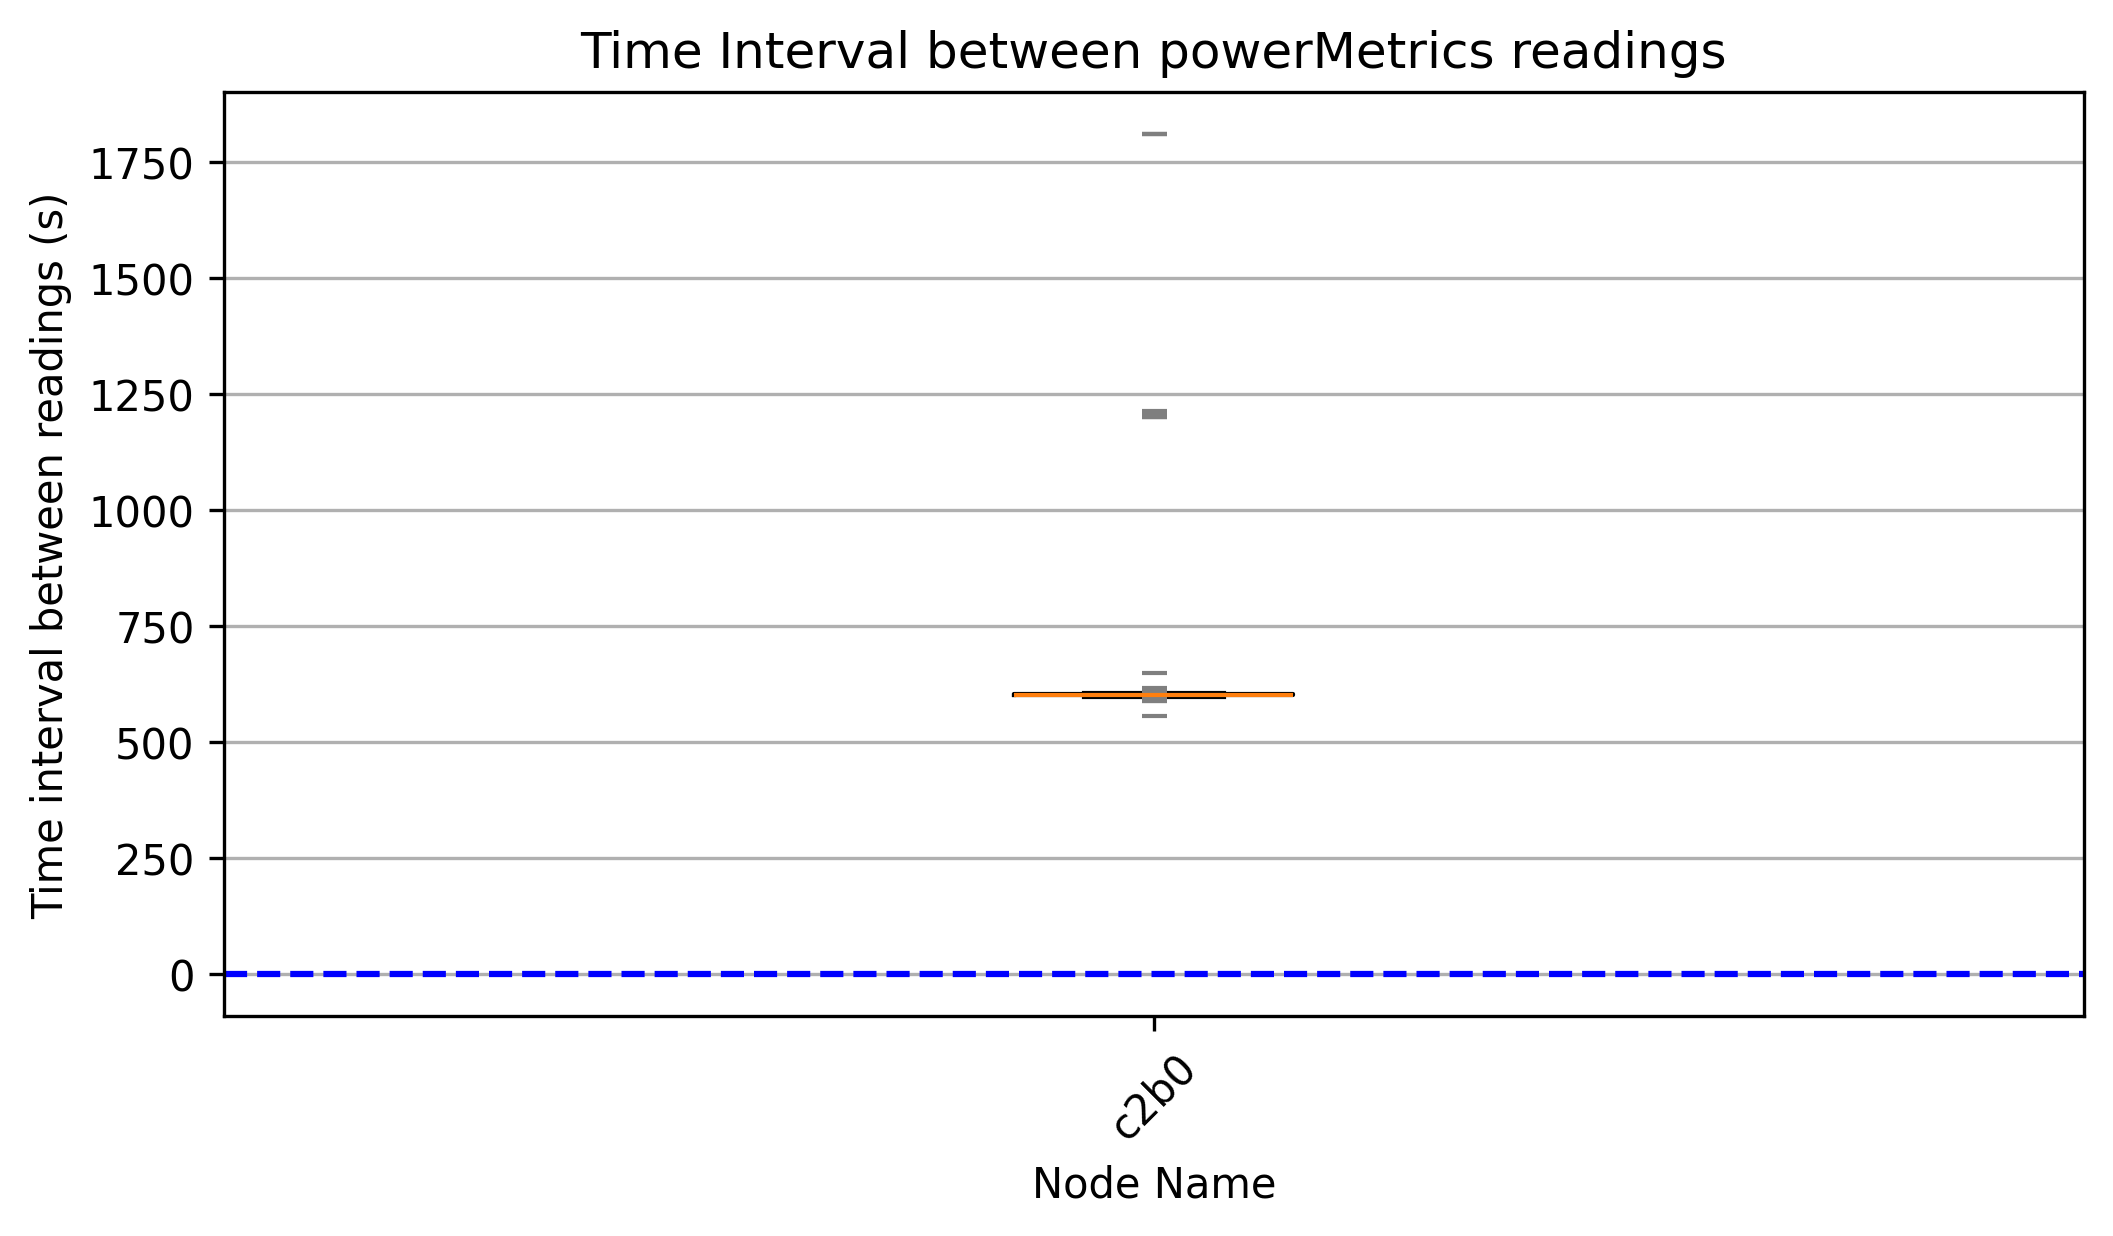 Time Interval between powerMetrics readings
Time interval between readings (s)
1750
1500
1250
1000
750
500
250
0
c2b0
Node Name